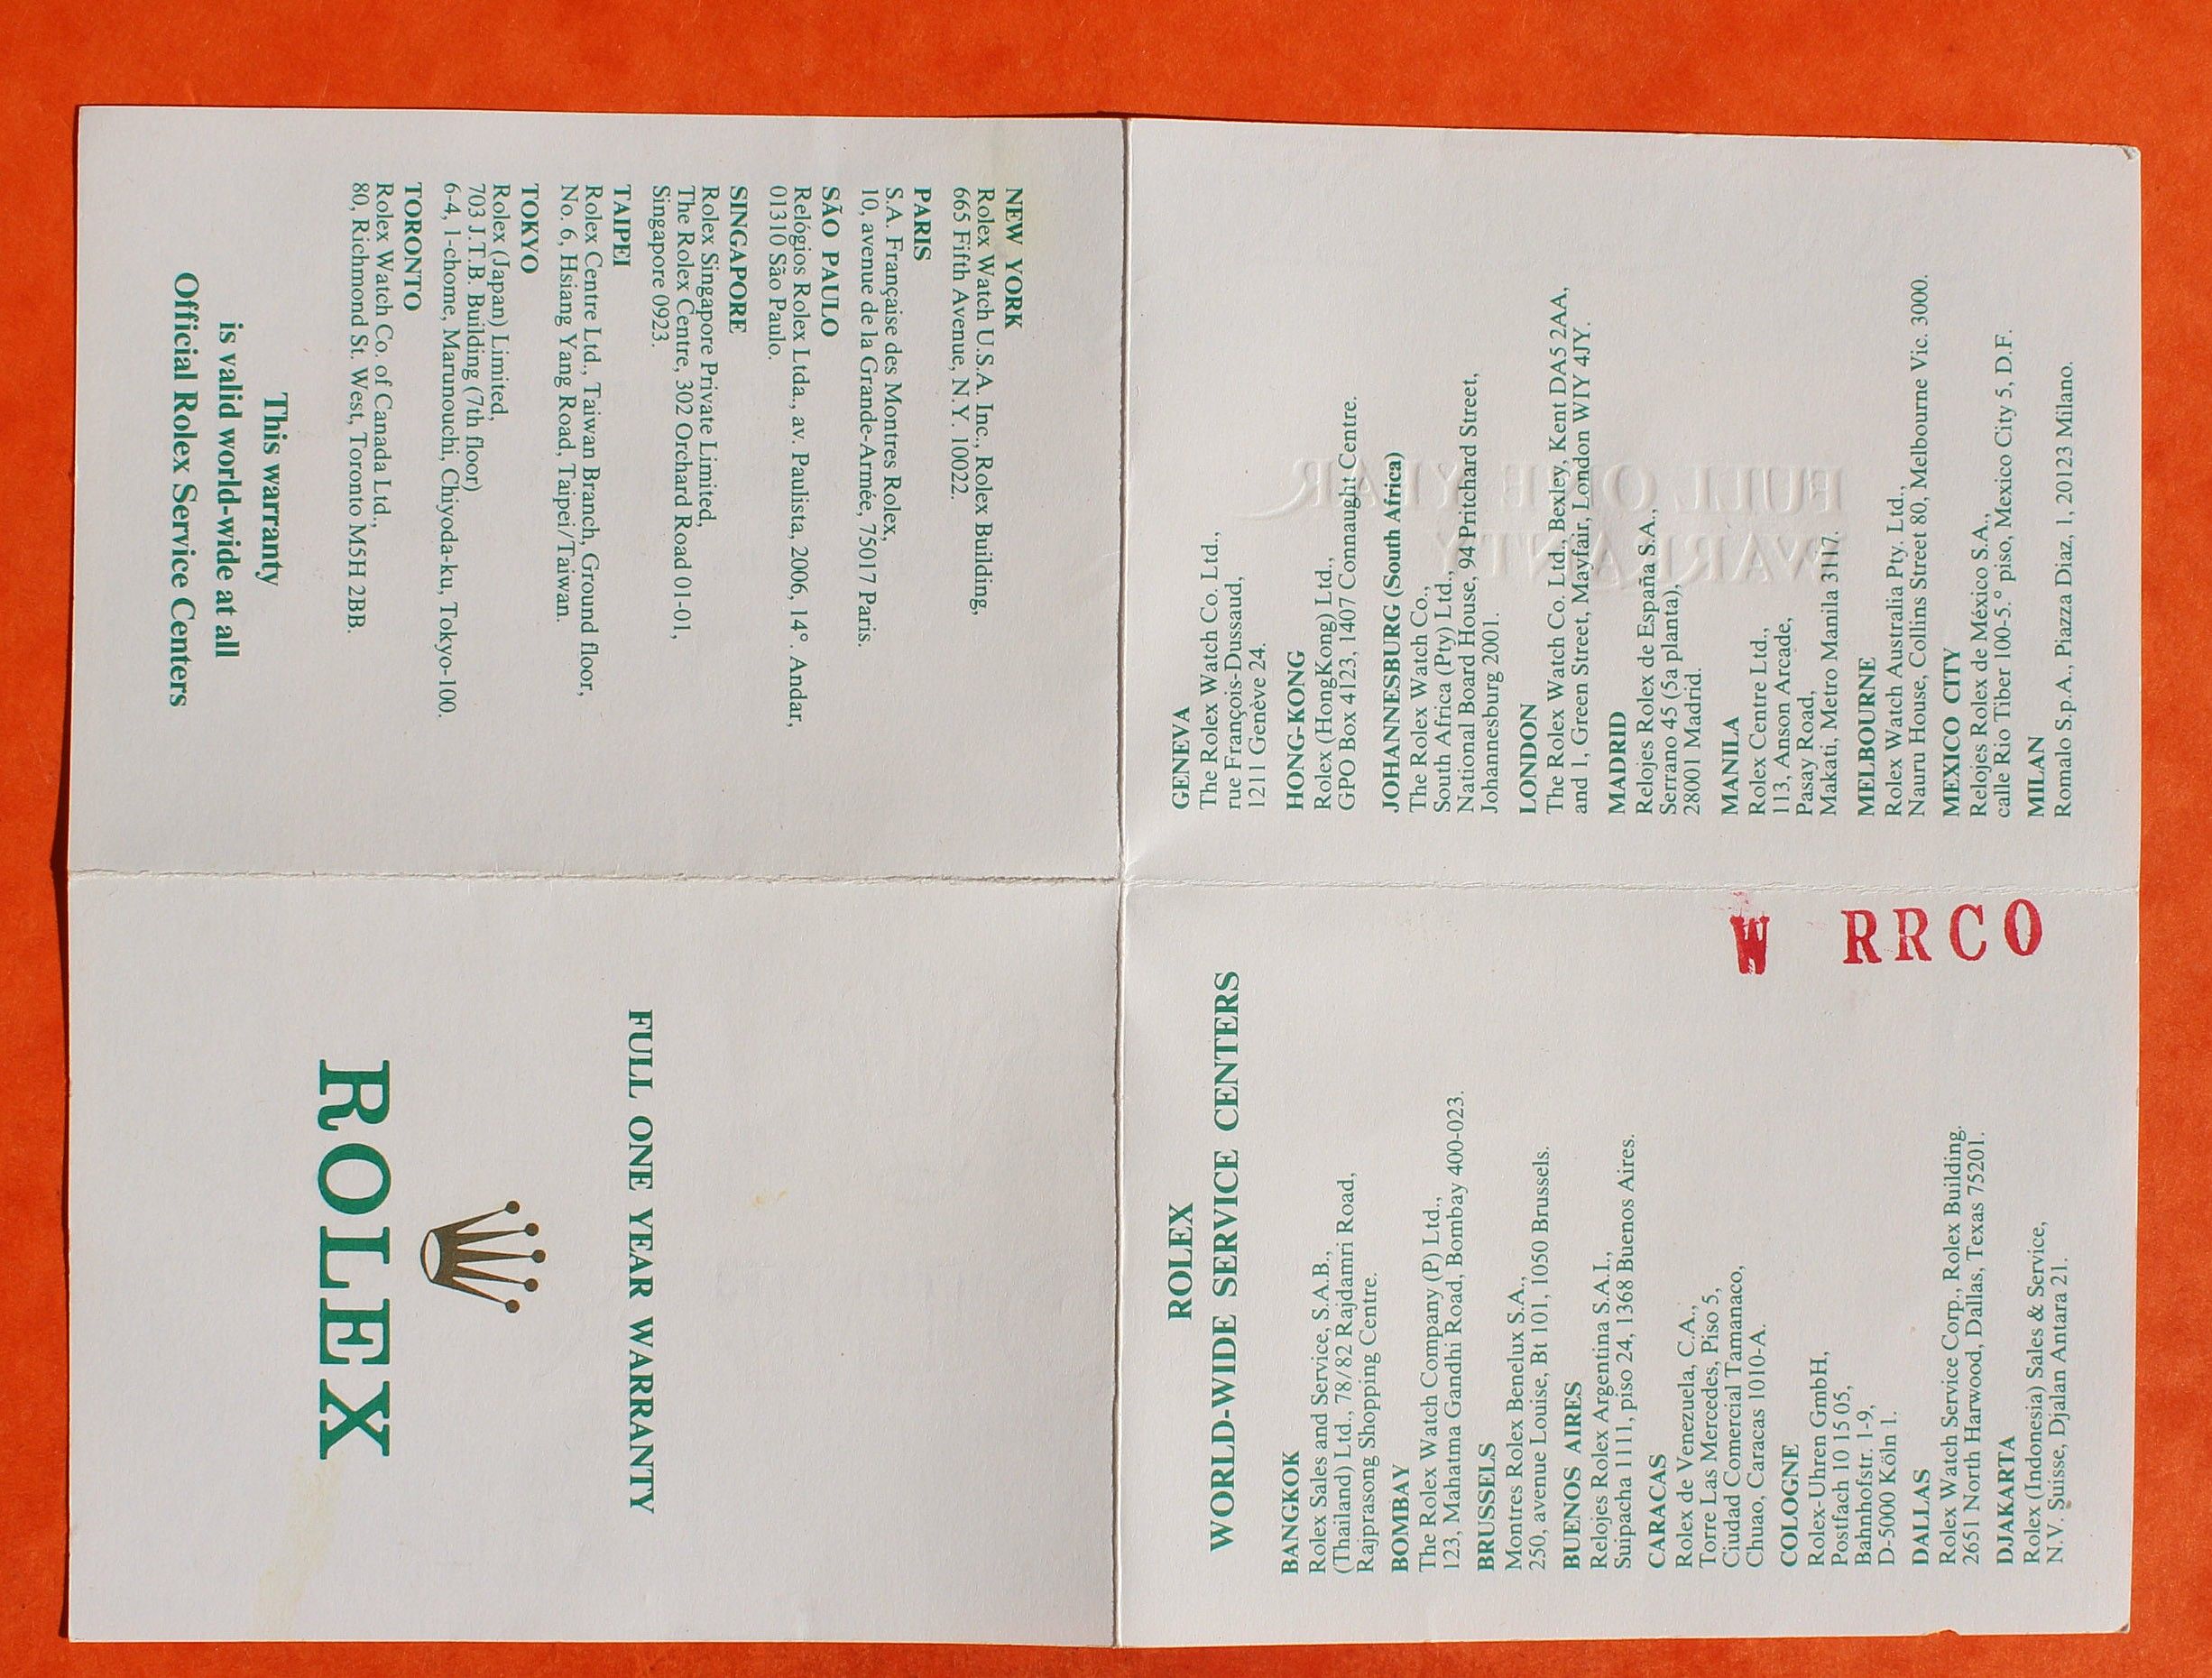 ROLEX
FULL ONE YEAR WARRANTY
ROLEX
WORLD-WIDE SERVICE CENTERS
BANGKOK
Rolex Sales and Service, S.A.B.,
(Thailand) Ltd., 78/82 Rajdamri Road,
Rajprasong Shopping Centre.
BOMBAY
The Rolex Watch Company (P) Ltd.,
123, Mahatma Gandhi Road, Bombay 400-023.
BRUSSELS
Montres Rolex Benelux S.A.,
250, avenue Louise, Bt 101, 1050 Brussels.
BUENOS AIRES
Relojes Rolex Argentina S.A.I.,
Suipacha 1111, piso 24, 1368 Buenos Aires.
CARACAS
Rolex de Venezuela, C.A.,
Torre Las Mercedes, Piso 5,
Ciudad Comercial Tamanaco,
Chuao, Caracas 1010-A.
COLOGNE
Rolex-Uhren GmbH,
Postfach 10 15 05,
Bahnhofstr. 1-9,
D-5000 Köln 1.
DALLAS
Rolex Watch Service Corp., Rolex Building.
2651 North Harwood, Dallas, Texas 75201.
DJAKARTA
Rolex (Indonesia) Sales & Service,
N.V. Suisse, Djalan Antara 21.
W RRCO
GENEVA
The Rolex Watch Co. Ltd.,
rue François-Dussaud,
1211 Genève 24.
HONG-KONG
Rolex (HongKong) Ltd.,
GPO Box 4123, 1407 Connaught Centre.
JOHANNESBURG (South Africa)
The Rolex Watch Co.,
South Africa (Pty) Ltd.,
National Board House, 94 Pritchard Street,
Johannesburg 2001.
LONDON
The Rolex Watch Co. Ltd., Bexley, Kent DA5 2AA,
and 1, Green Street, Mayfair, London W1Y 4JY.
MADRID
Relojes Rolex de España S.A.,
Serrano 45 (5a planta),
28001 Madrid.
MANILA
Rolex Centre Ltd.,
113, Anson Arcade,
Pasay Road,
Makati, Metro Manila 3117.
MELBOURNE
Rolex Watch Australia Pty. Ltd.,
Nauru House, Collins Street 80, Melbourne Vic. 3000.
MEXICO CITY
Relojes Rolex de México S.A.,
calle Rio Tiber 100-5.° piso, Mexico City 5, D.F.
MILAN
Romalo S.p.A., Piazza Diaz, 1, 20123 Milano.
FULL ONE YEAR
WARRANTY
NEW YORK
Rolex Watch U.S.A. Inc., Rolex Building,
665 Fifth Avenue, N.Y. 10022.
PARIS
S.A. Française des Montres Rolex,
10, avenue de la Grande-Armée, 75017 Paris.
SÃO PAULO
Relógios Rolex Ltda., av. Paulista, 2006, 14°. Andar,
01310 São Paulo.
SINGAPORE
Rolex Singapore Private Limited,
The Rolex Centre, 302 Orchard Road 01-01,
Singapore 0923.
TAIPEI
Rolex Centre Ltd., Taiwan Branch, Ground floor,
No. 6, Hsiang Yang Road, Taipei/Taiwan.
TOKYO
Rolex (Japan) Limited,
703 J.T.B. Building (7th floor)
6-4, 1-chome, Marunouchi, Chiyoda-ku, Tokyo-100.
TORONTO
Rolex Watch Co. of Canada Ltd.,
80, Richmond St. West, Toronto M5H 2BB.
This warranty
is valid world-wide at all
Official Rolex Service Centers